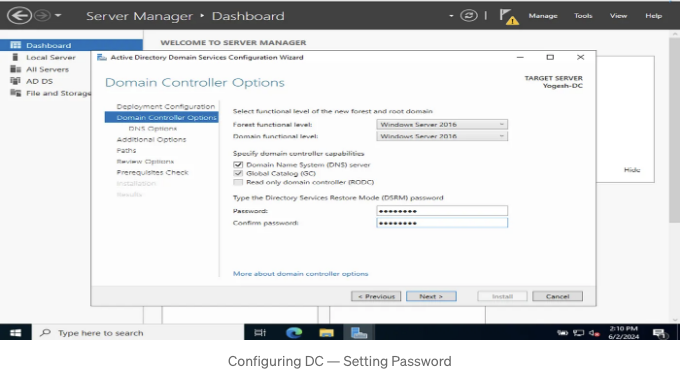 Server Manager • Dashboard
Manage Tools View Help
Dashboard
Local Server
All Servers
AD DS
File and Storage
WELCOME TO SERVER MANAGER
Active Directory Domain Services Configuration Wizard
Domain Controller Options
TARGET SERVER
Yogesh-DC
Deployment Configuration
Domain Controller Options
DNS Options
Additional Options
Paths
Review Options
Prerequisites Check
Installation
Results
Select functional level of the new forest and root domain
Forest functional level: Windows Server 2016
Domain functional level: Windows Server 2016
Specify domain controller capabilities
Domain Name System (DNS) server
Global Catalog (GC)
Read only domain controller (RODC)
Type the Directory Services Restore Mode (DSRM) password
Password: ••••••••
Confirm password: ••••••••
More about domain controller options
< Previous Next > Install Cancel
Hide
Type here to search
2:10 PM
6/2/2024
Configuring DC — Setting Password